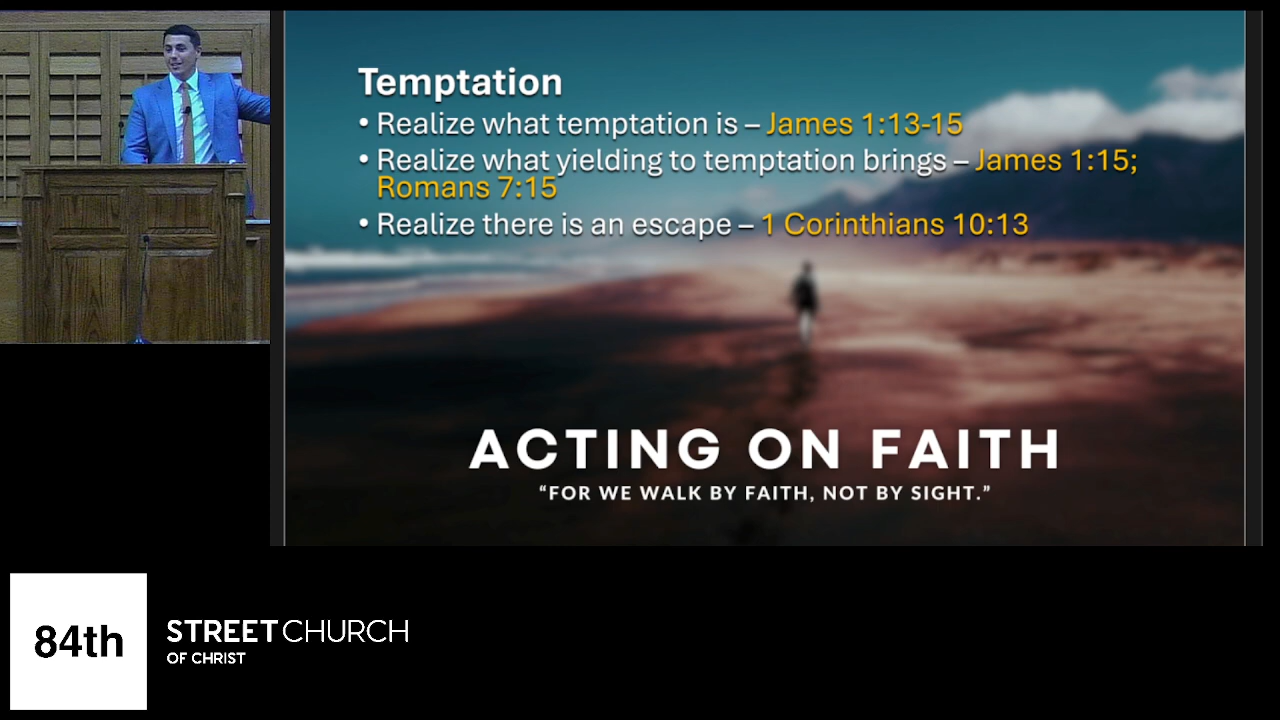 Temptation
• Realize what temptation is – James 1:13-15
• Realize what yielding to temptation brings – James 1:15;
Romans 7:15
• Realize there is an escape – 1 Corinthians 10:13
ACTING ON FAITH
“FOR WE WALK BY FAITH, NOT BY SIGHT.”
84th
STREET CHURCH
OF CHRIST